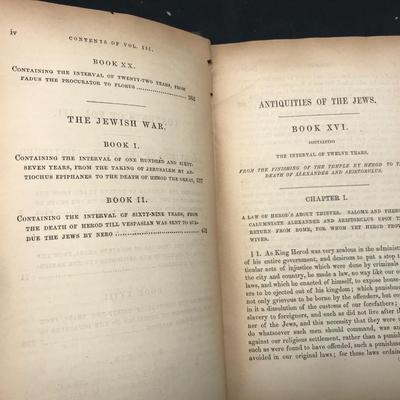 iv
CONTENTS OF VOL. III.
BOOK XX.
CONTAINING THE INTERVAL OF TWENTY-TWO YEARS, FROM
FADUS THE PROCURATOR TO FLORUS
THE JEWISH WAR.
BOOK I.
CONTAINING THE INTERVAL OF ONE HUNDRED AND SIXTY-
SEVEN YEARS, FROM THE TAKING OF JERUSALEM BY AN-
TIOCHUS EPIPHANES TO THE DEATH OF HEROD THE GREAT,
BOOK II.
CONTAINING THE INTERVAL OF SIXTY-NINE YEARS, FROM
THE DEATH OF HEROD TILL VESPASIAN WAS SENT TO SUB-
DUE THE JEWS BY NERO
ANTIQUITIES OF THE JEWS.
BOOK XVI.
CONTAINING
THE INTERVAL OF TWELVE YEARS,
FROM THE FINISHING OF THE TEMPLE BY HEROD TO THE
DEATH OF ALEXANDER AND ARISTOBULUS.
CHAPTER I.
A LAW OF HEROD'S ABOUT THIEVES. SALOME AND PHEROR
CALUMNIATE ALEXANDER AND ARISTOBULUS UPON THE
RETURN FROM ROME, FOR WHOM YET HEROD PROV
WIVES.
§ 1. As King Herod was very zealous in the administr
of his entire government, and desirous to put a stop t
ticular acts of injustice which were done by criminals
the city and country, he made a law, no way like our o
laws, and which he enacted of himself, to expose house-
ers to be ejected out of his kingdom; which punishmen
not only grievous to be borne by the offenders, but con
in it a dissolution of the customs of our forefathers;
slavery to foreigners, and such as did not live after
ner of the Jews, and this necessity that they were u
obey whatsoever such men should command, was an
against our religious settlement, rather than a punish
such as were found to have offended, such a punishm
avoided in our original laws; for those laws ordain